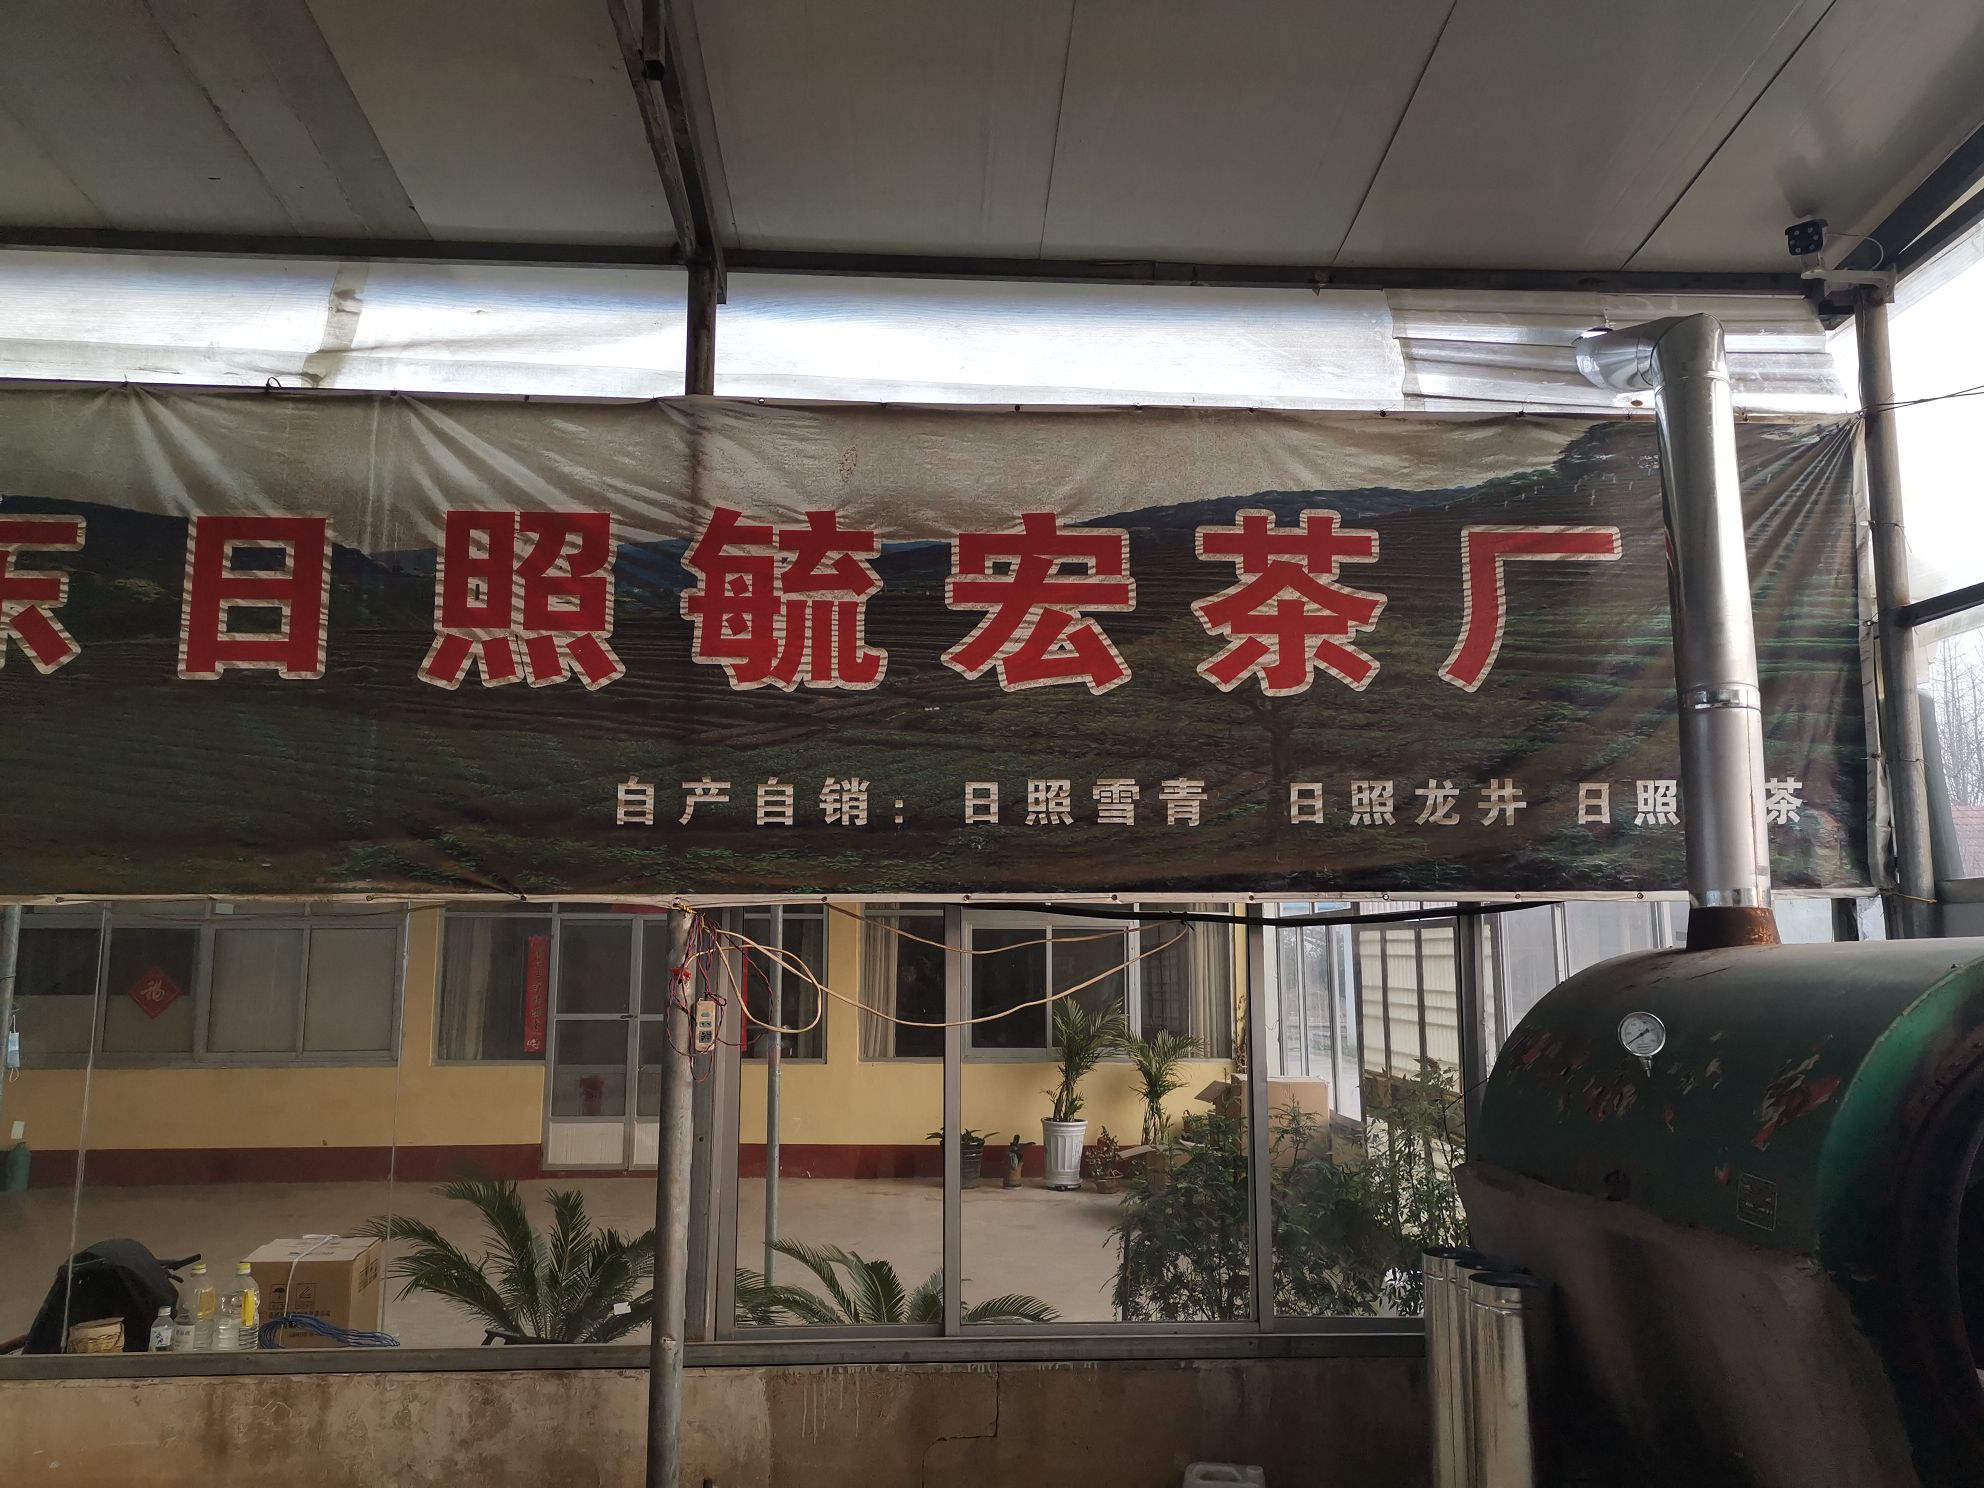 东日照毓宏茶厂
自产自销：日照雪青 日照龙井 日照 茶
福